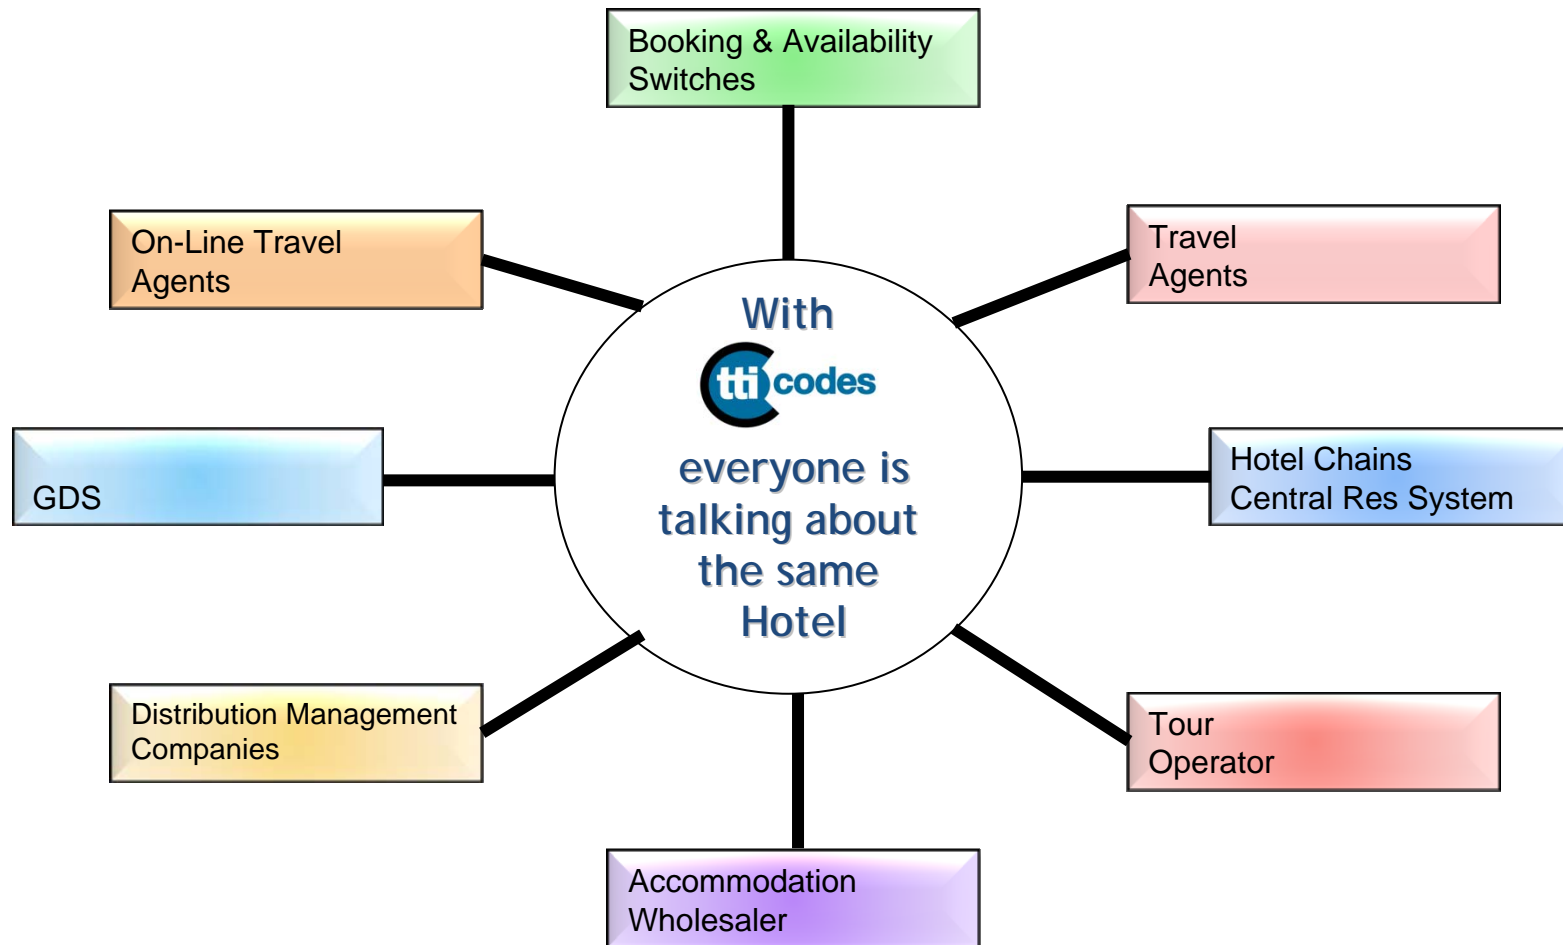 Booking & Availability
Switches
On-Line Travel
Agents
Travel
Agents
With
tti codes
everyone is
talking about
the same
Hotel
GDS
Hotel Chains
Central Res System
Distribution Management
Companies
Tour
Operator
Accommodation
Wholesaler